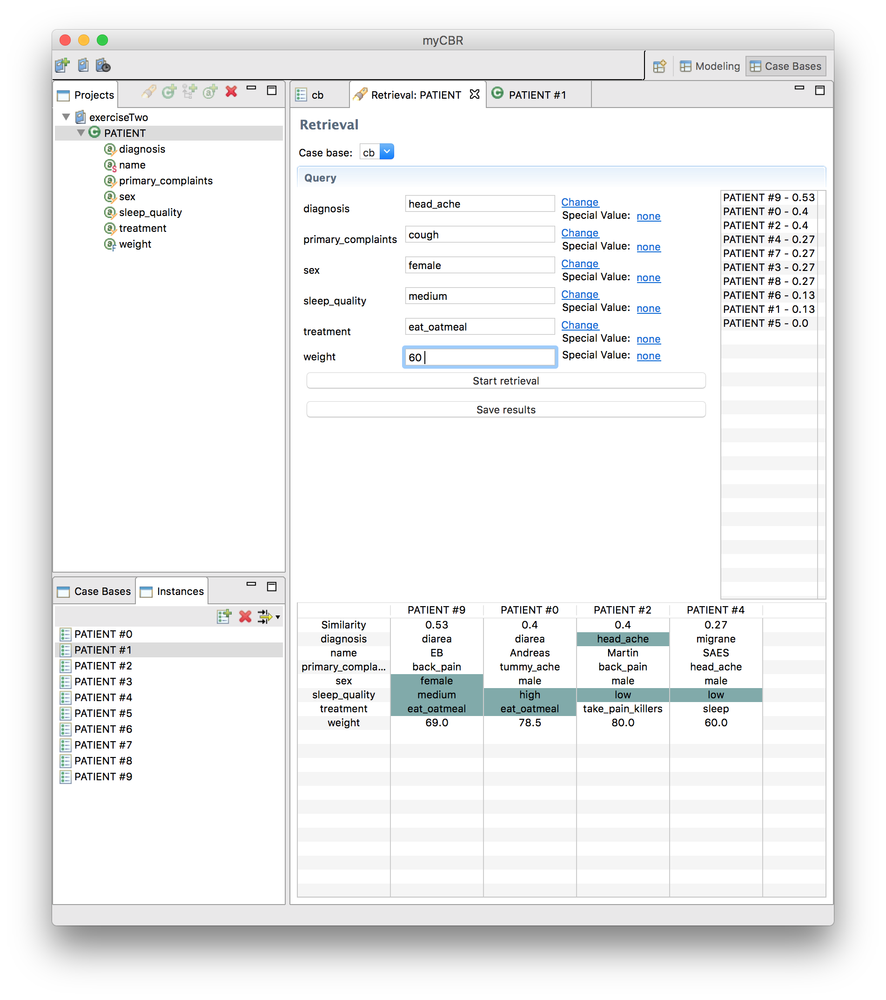 myCBR
Modeling
Case Bases
Projects
exerciseTwo
PATIENT
diagnosis
name
primary_complaints
sex
sleep_quality
treatment
weight
cb
Retrieval: PATIENT
PATIENT #1
Retrieval
Case base: cb
Query
diagnosis head_ache Change
Special Value: none
primary_complaints cough Change
Special Value: none
sex female Change
Special Value: none
sleep_quality medium Change
Special Value: none
treatment eat_oatmeal Change
Special Value: none
weight 60 Special Value: none
Start retrieval
Save results
PATIENT #9 - 0.53
PATIENT #0 - 0.4
PATIENT #2 - 0.4
PATIENT #4 - 0.27
PATIENT #7 - 0.27
PATIENT #3 - 0.27
PATIENT #8 - 0.27
PATIENT #6 - 0.13
PATIENT #1 - 0.13
PATIENT #5 - 0.0
Case Bases
Instances
PATIENT #0
PATIENT #1
PATIENT #2
PATIENT #3
PATIENT #4
PATIENT #5
PATIENT #6
PATIENT #7
PATIENT #8
PATIENT #9
PATIENT #9 PATIENT #0 PATIENT #2 PATIENT #4
Similarity 0.53 0.4 0.4 0.27
diagnosis diarea diarea head_ache migrane
name EB Andreas Martin SAES
primary_compla... back_pain tummy_ache back_pain head_ache
sex female male male male
sleep_quality medium high low low
treatment eat_oatmeal eat_oatmeal take_pain_killers sleep
weight 69.0 78.5 80.0 60.0